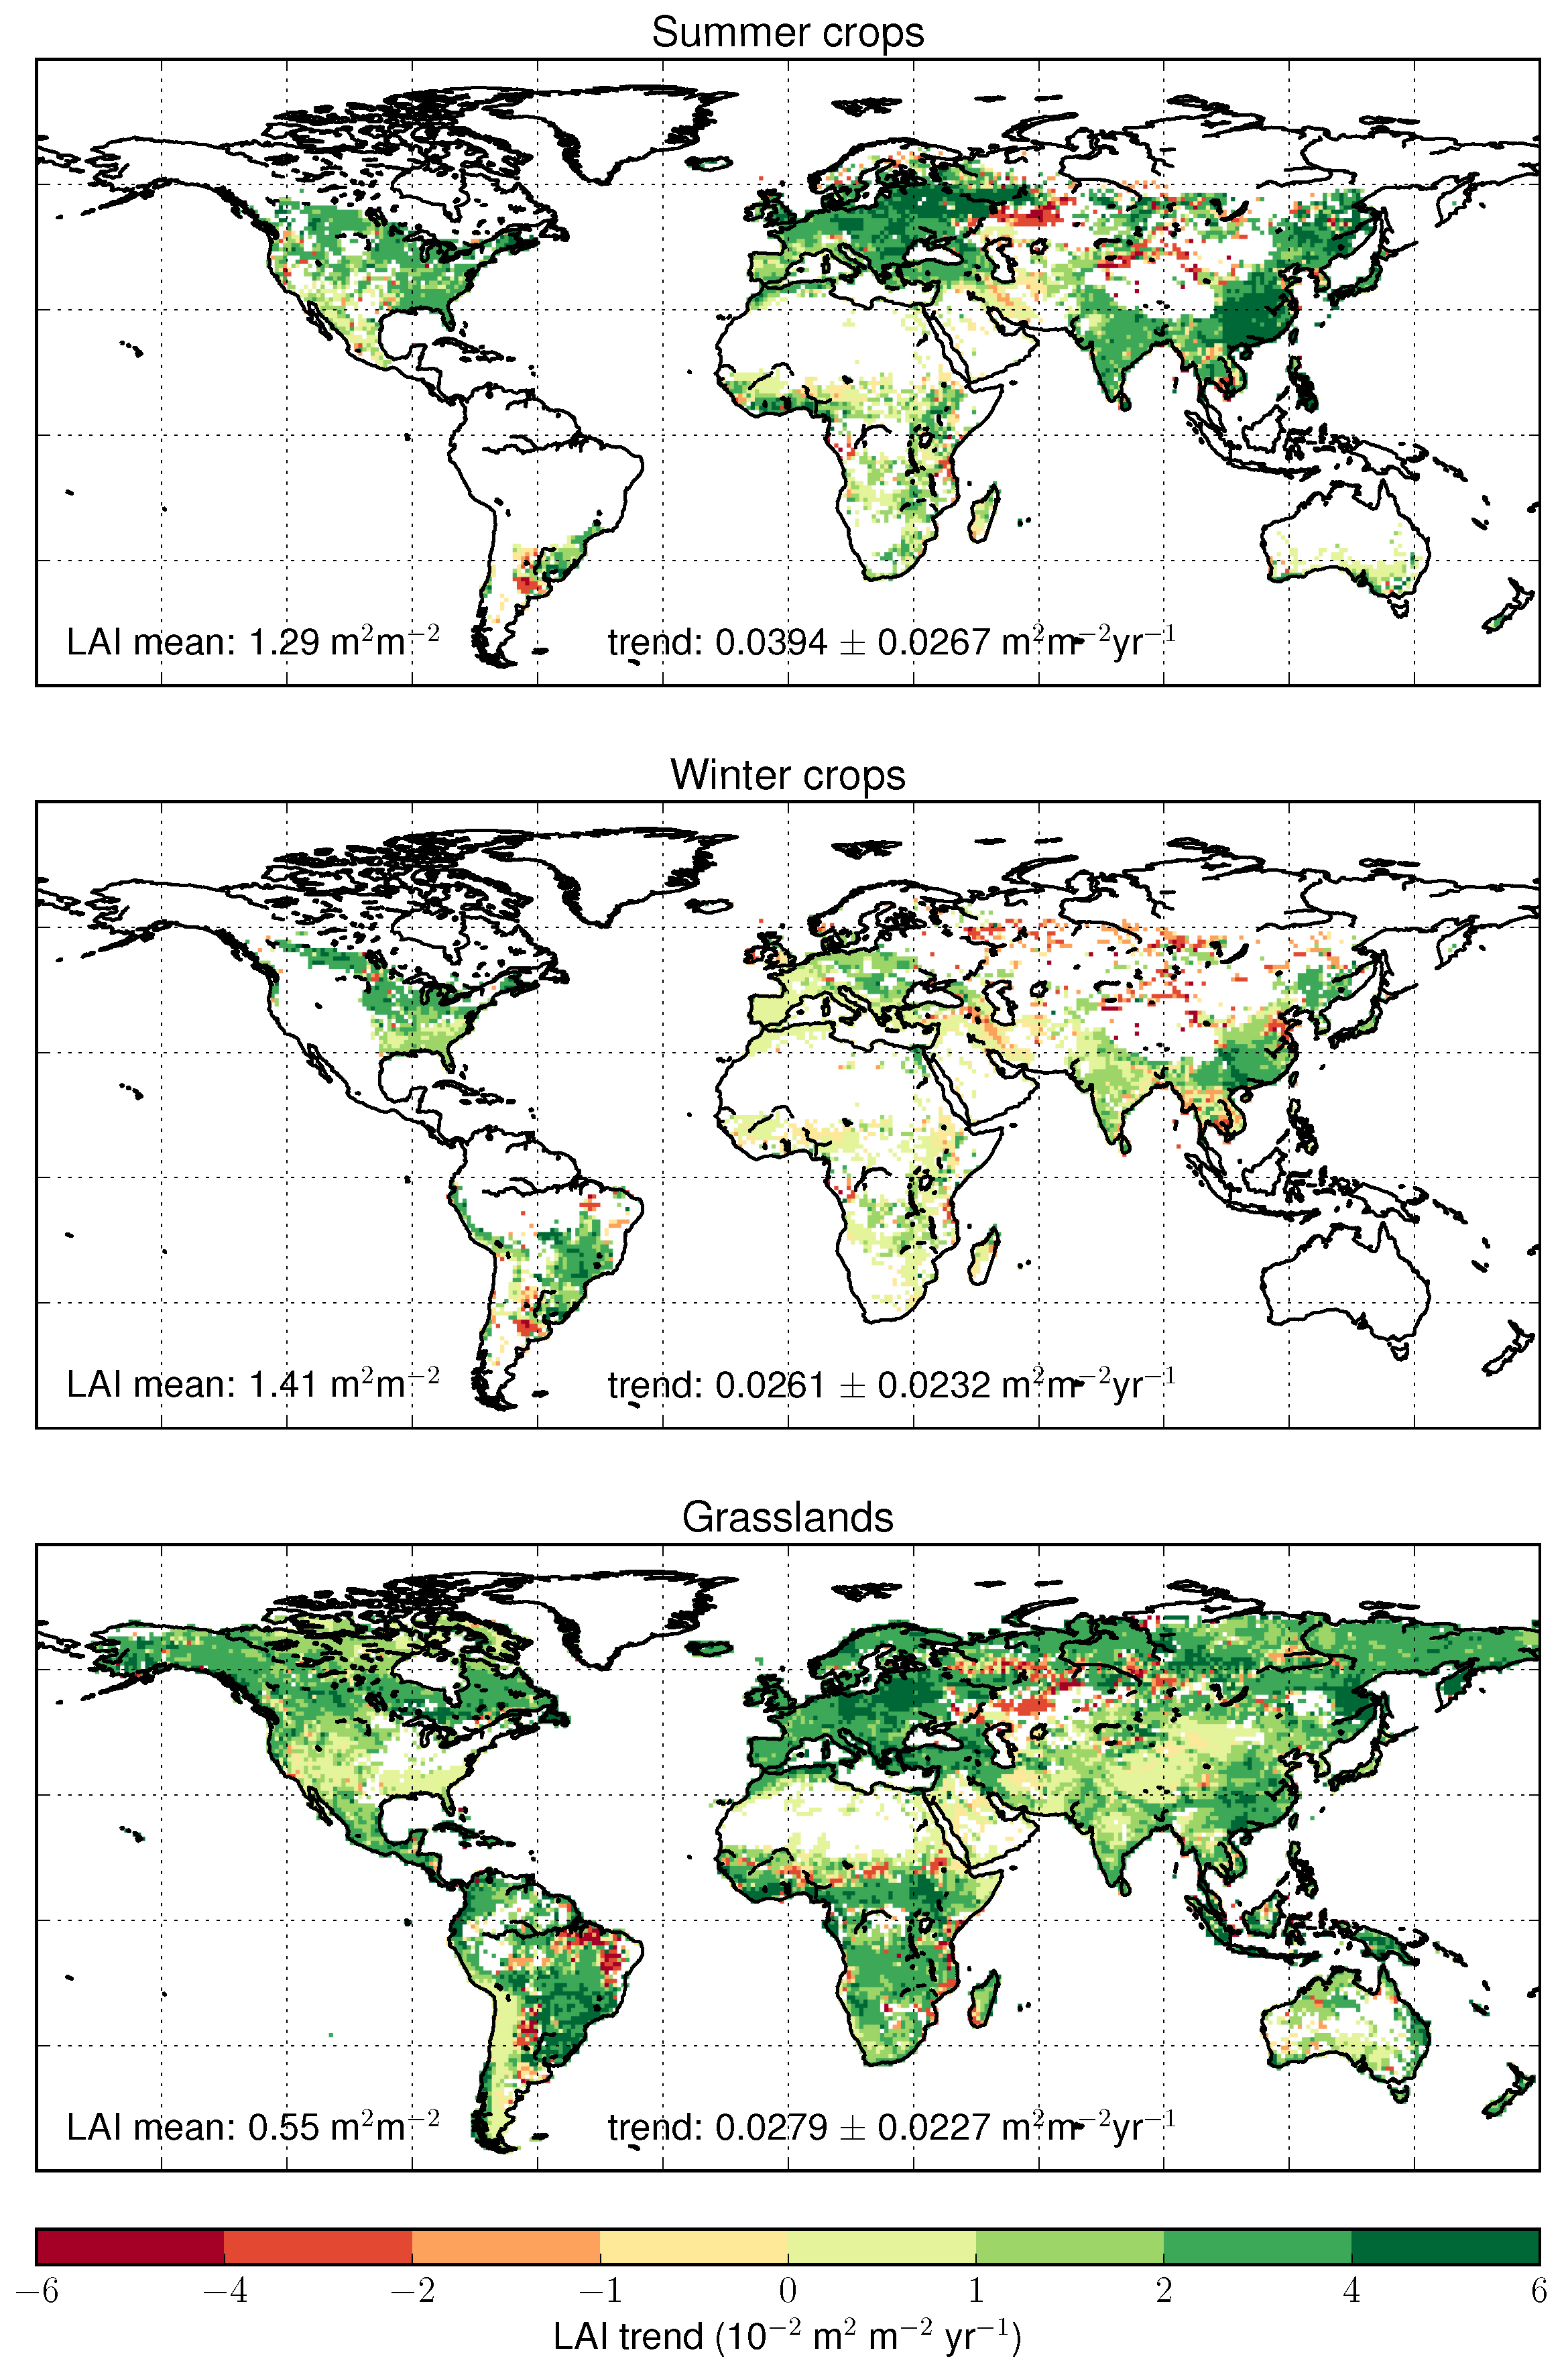 Summer crops
LAI mean: 1.29 m²m⁻² trend: 0.0394 ± 0.0267 m²m⁻²yr⁻¹
Winter crops
LAI mean: 1.41 m²m⁻² trend: 0.0261 ± 0.0232 m²m⁻²yr⁻¹
Grasslands
LAI mean: 0.55 m²m⁻² trend: 0.0279 ± 0.0227 m²m⁻²yr⁻¹
−6 −4 −2 −1 0 1 2 4 6
LAI trend (10⁻² m² m⁻² yr⁻¹)